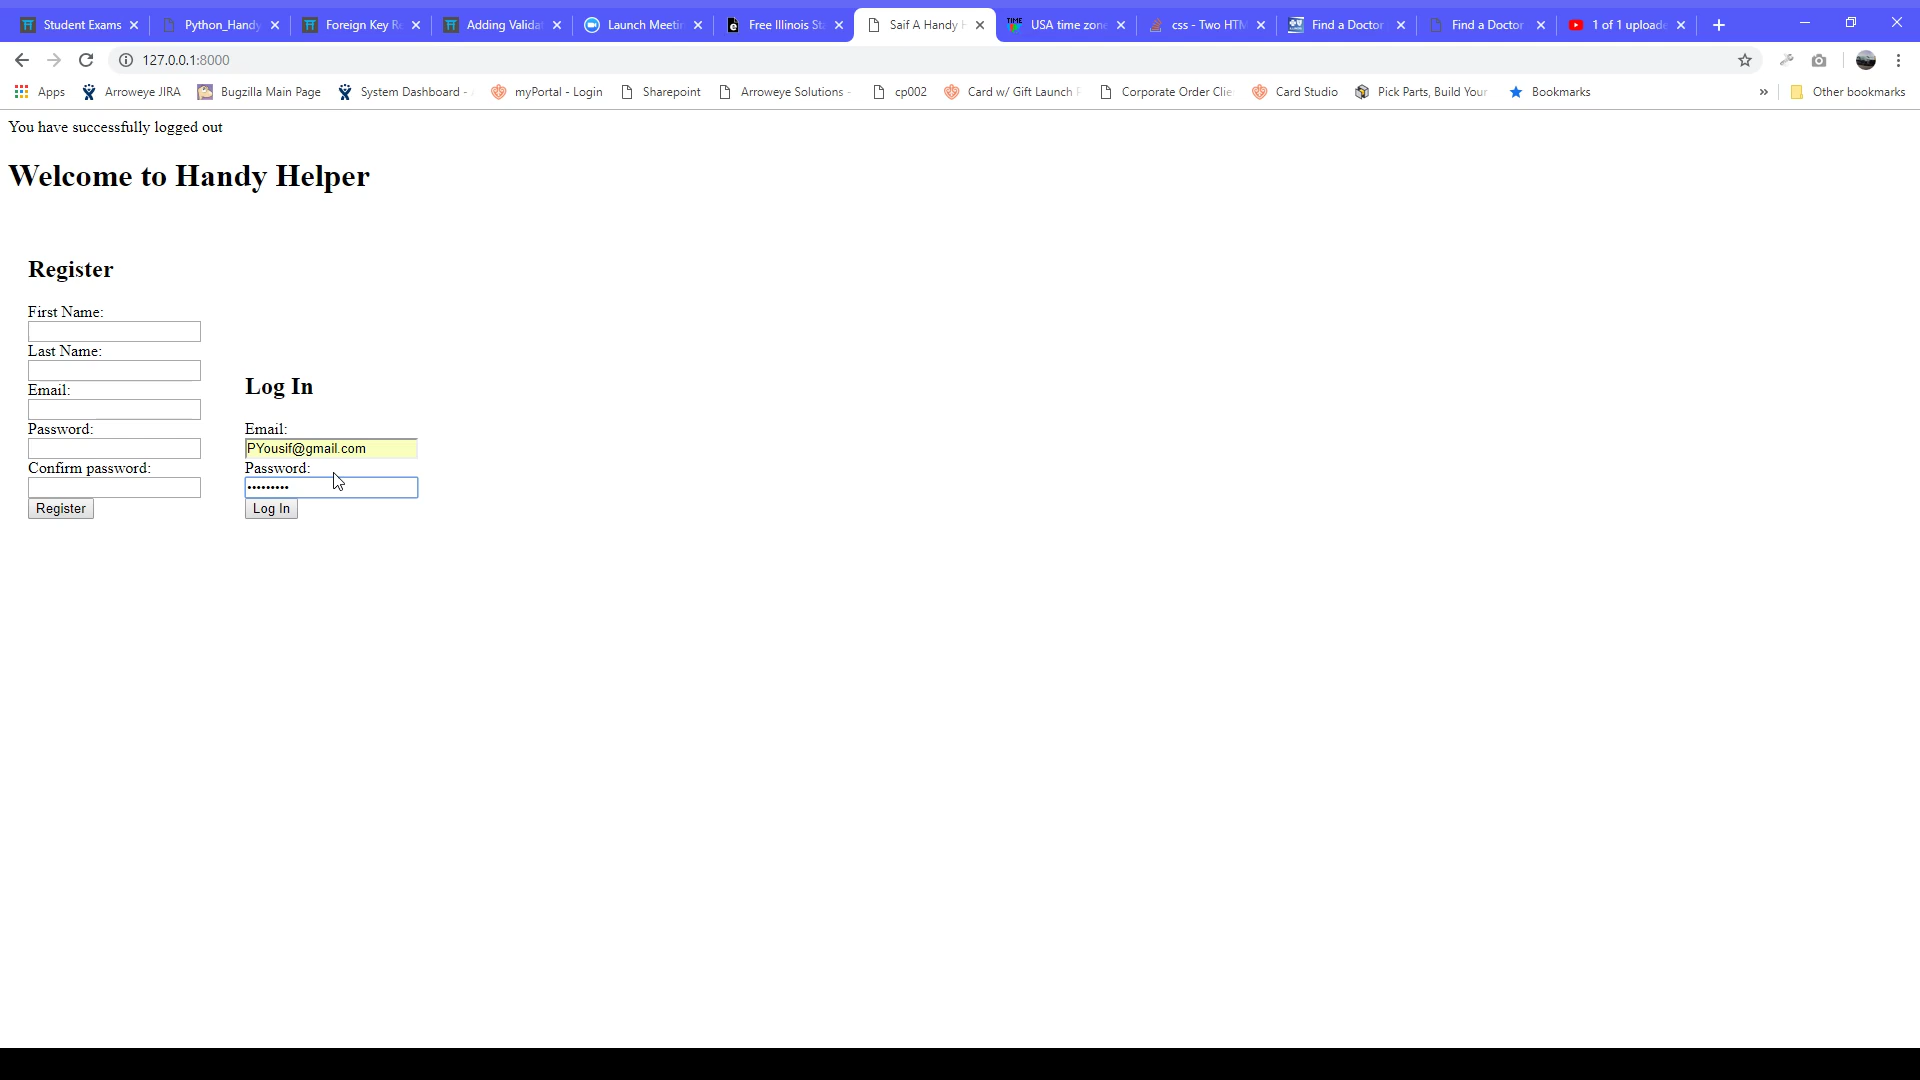 Student Exams
Python_Handy
Foreign Key Re
Adding Validat
Launch Meetin
Free Illinois St
Saif A Handy H
USA time zone
css - Two HTM
Find a Doctor
Find a Doctor
1 of 1 uploade
127.0.0.1:8000
Apps
Arroweye JIRA
Bugzilla Main Page
System Dashboard -
myPortal - Login
Sharepoint
Arroweye Solutions -
cp002
Card w/ Gift Launch
Corporate Order Clie
Card Studio
Pick Parts, Build Your
Bookmarks
»
Other bookmarks
You have successfully logged out
Welcome to Handy Helper
Register
First Name:
Last Name:
Email:
Password:
Confirm password:
Register
Log In
Email:
PYousif@gmail.com
Password:
•••••••••
Log In